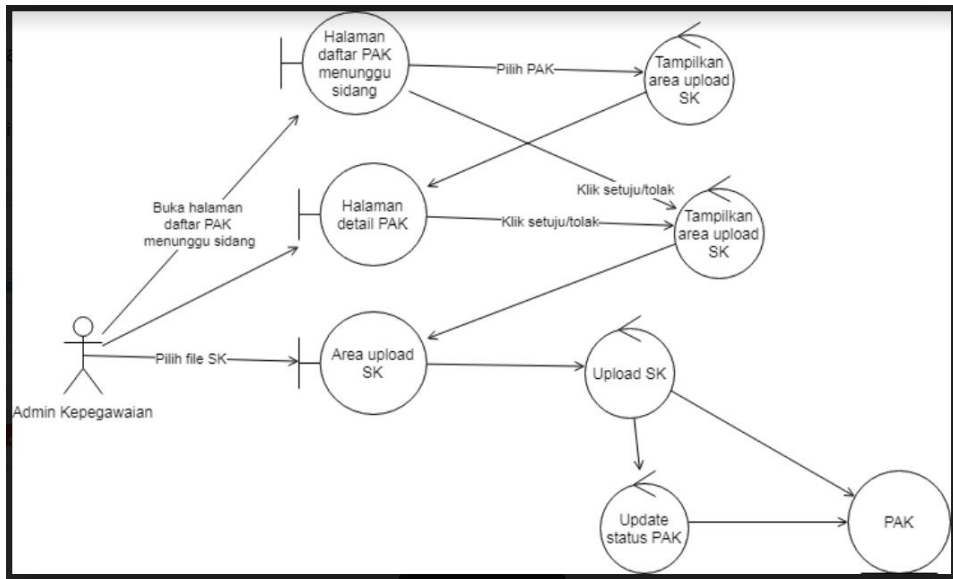 Halaman
daftar PAK
menunggu
sidang
Pilih PAK
Tampilkan
area upload
SK
Buka halaman
daftar PAK
menunggu sidang
Halaman
detail PAK
Klik setuju/tolak
Klik setuju/tolak
Tampilkan
area upload
SK
Admin Kepegawaian
Pilih file SK
Area upload
SK
Upload SK
Update
status PAK
PAK